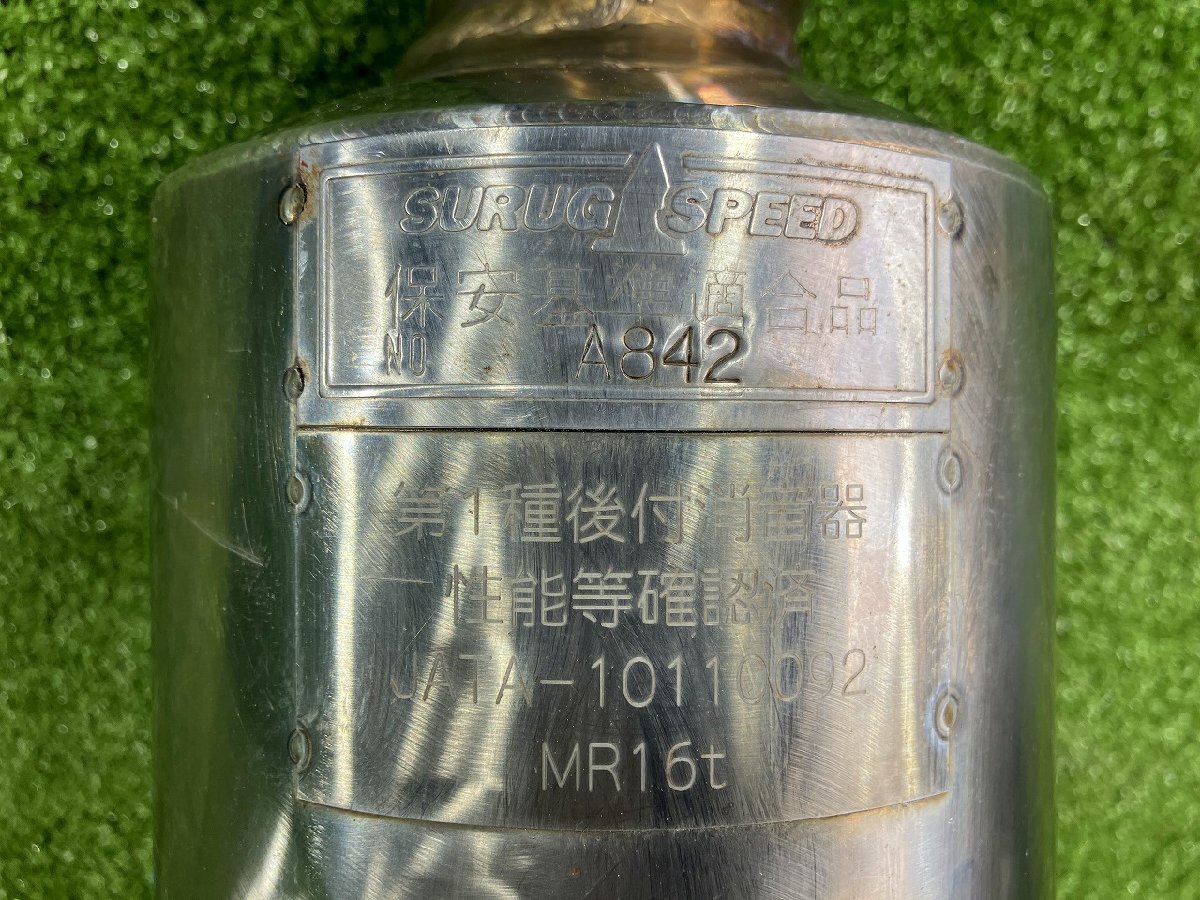 SURUGA SPEED
保安基準適合品
NO A842
第1種後付消音器
性能等確認済
JATA-10110092
MR16t